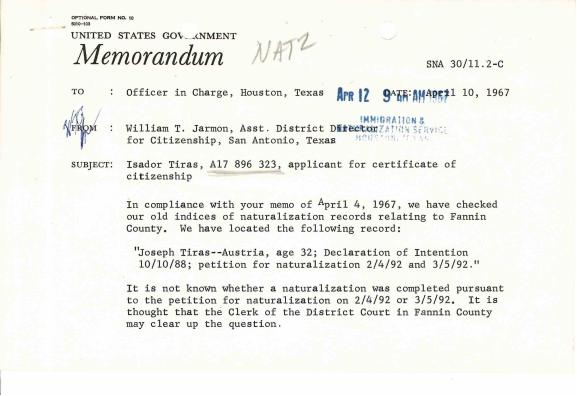 OPTIONAL FORM NO. 10
5010-103
UNITED STATES GOVERNMENT
Memorandum
NATZ
SNA 30/11.2-C
TO : Officer in Charge, Houston, Texas
DATE: April 10, 1967
APR 12 9 AM
IMMIGRATION &
NATURALIZATION SERVICE
HOUSTON, TEXAS
FROM : William T. Jarmon, Asst. District Director
for Citizenship, San Antonio, Texas
SUBJECT: Isador Tiras, A17 896 323, applicant for certificate of
citizenship
In compliance with your memo of April 4, 1967, we have checked
our old indices of naturalization records relating to Fannin
County. We have located the following record:
"Joseph Tiras--Austria, age 32; Declaration of Intention
10/10/88; petition for naturalization 2/4/92 and 3/5/92."
It is not known whether a naturalization was completed pursuant
to the petition for naturalization on 2/4/92 or 3/5/92. It is
thought that the Clerk of the District Court in Fannin County
may clear up the question.